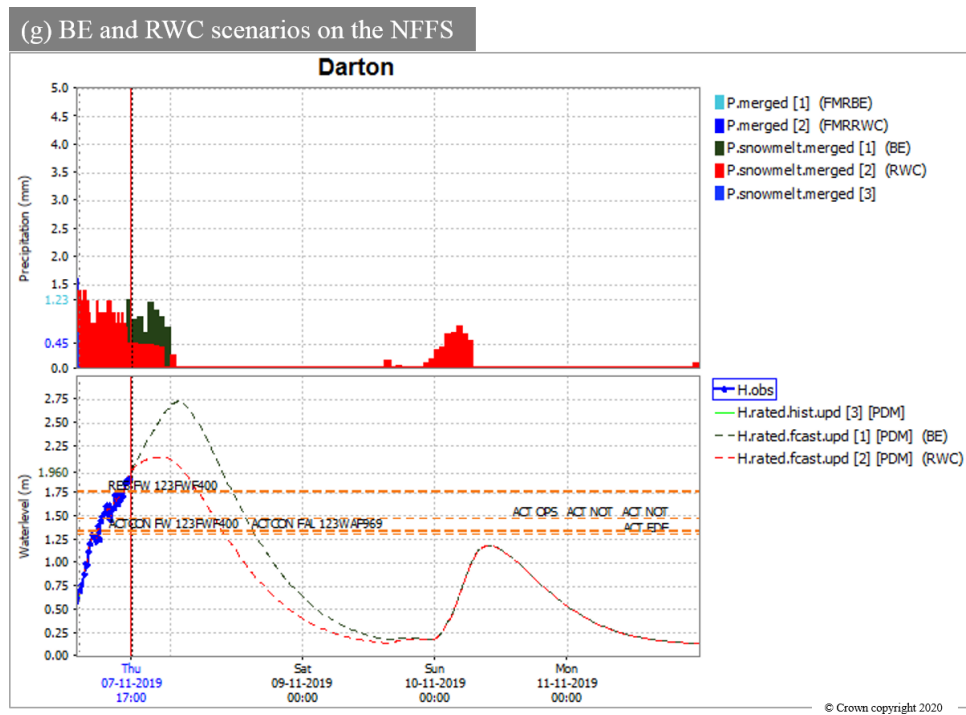 (g) BE and RWC scenarios on the NFFS
Darton
5.0
4.5
4.0
3.5
3.0
2.5
2.0
1.5
1.23
1.0
0.45
0.0
Precipitation (mm)
P.merged [1] (FMRBE)
P.merged [2] (FMRRWC)
P.snowmelt.merged [1] (BE)
P.snowmelt.merged [2] (RWC)
P.snowmelt.merged [3]
2.75
2.50
2.25
1.960
1.75
1.50
1.25
1.00
0.75
0.50
0.25
0.00
Waterlevel (m)
FW 123FWF400
ACT OPS ACT NOT ACT NOT
ACTCON FW 123FWF400 ACTCON FAL 123WAF969
H.obs
H.rated.hist.upd [3] [PDM]
H.rated.fcast.upd [1] [PDM] (BE)
H.rated.fcast.upd [2] [PDM] (RWC)
Thu Sat Sun Mon
07-11-2019 09-11-2019 10-11-2019 11-11-2019
17:00 00:00 00:00 00:00
© Crown copyright 2020